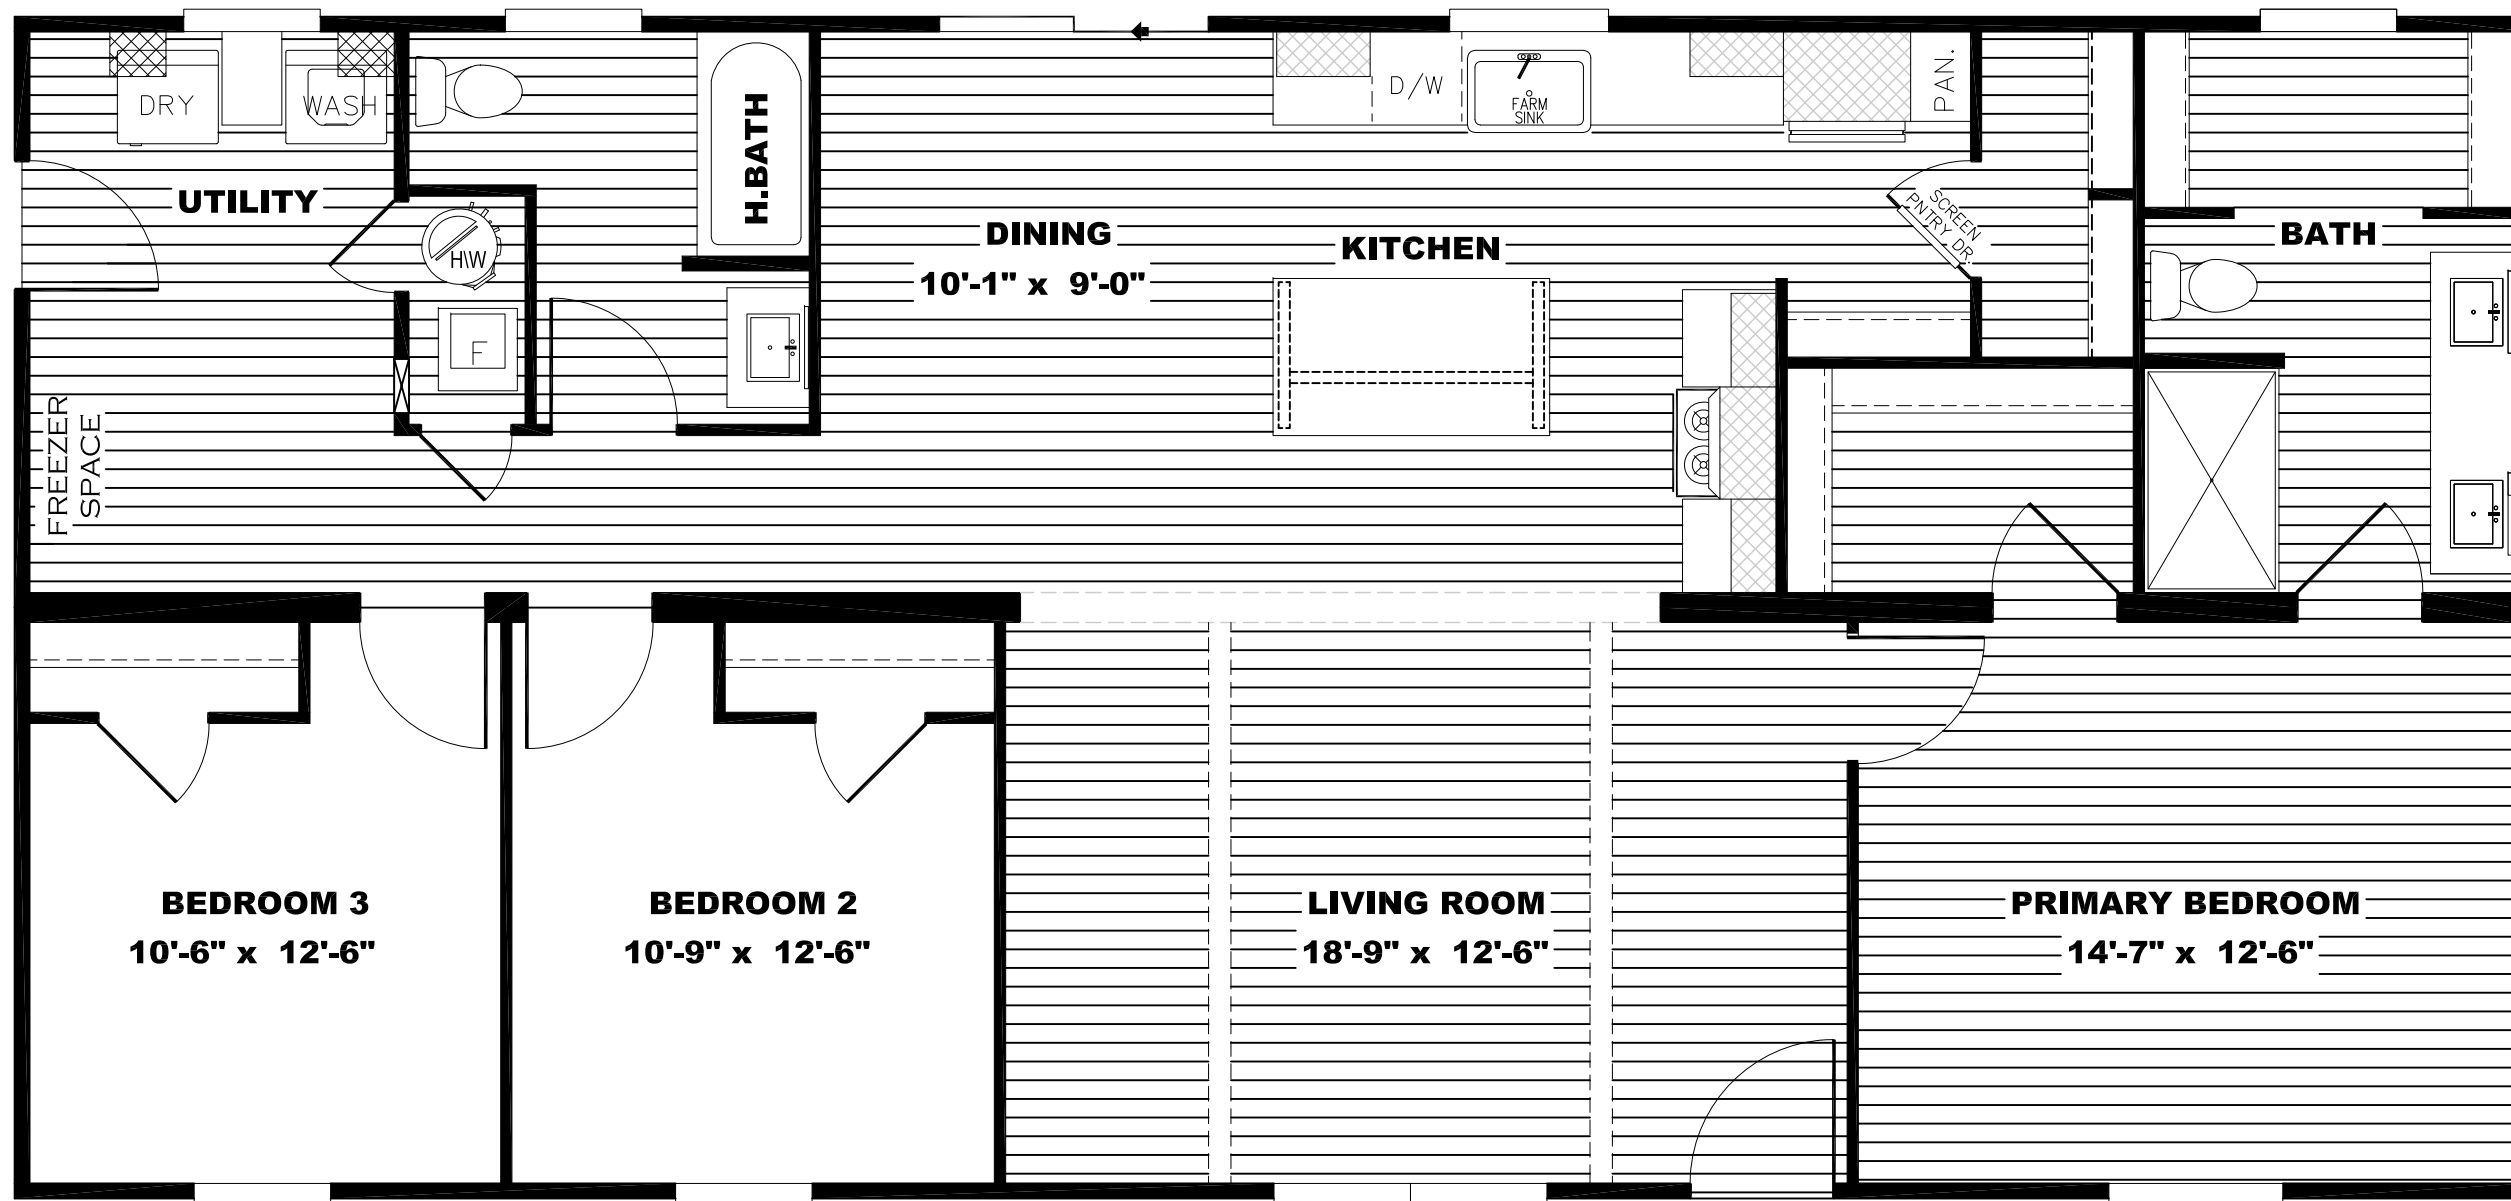 DRY
WASH
UTILITY
H\W
F
FREEZER
SPACE
H.BATH
DINING
10'-1" x 9'-0"
KITCHEN
D/W
FARM
SINK
PAN.
SCREEN
PNTRY DR.
BATH
BEDROOM 3
10'-6" x 12'-6"
BEDROOM 2
10'-9" x 12'-6"
LIVING ROOM
18'-9" x 12'-6"
PRIMARY BEDROOM
14'-7" x 12'-6"